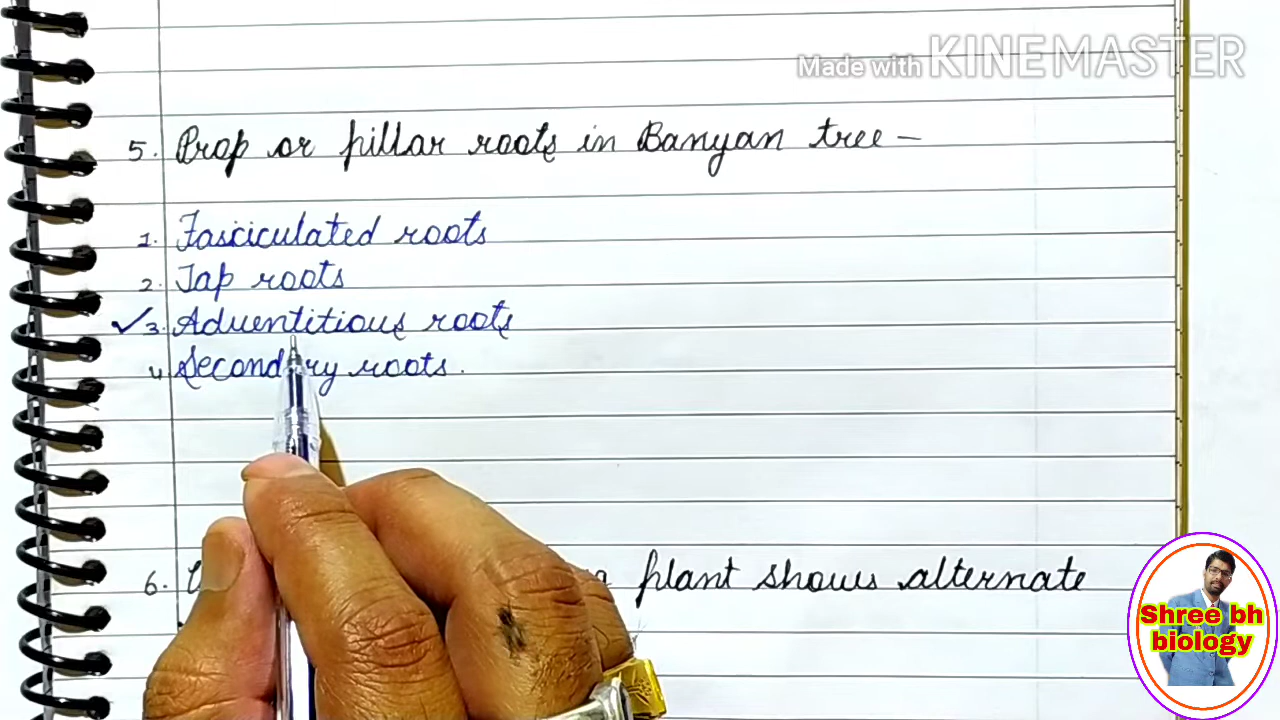 Made with KINEMASTER
5. Prop or pillar roots in Banyan tree –
1. Fasciculated roots
2. Tap roots
✓ 3. Adventitious roots
4. Secondary roots.
6. plant shows alternate
Shree bh
biology